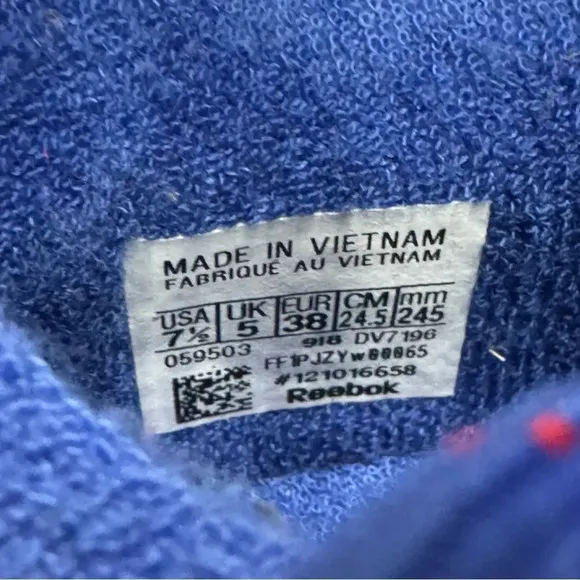 MADE IN VIETNAM
FABRIQUÉ AU VIETNAM
USA UK EUR CM mm
7½ 5 38 24.5 245
059503 918 DV7196
FF1PJZYW00065
#121016658
Reebok